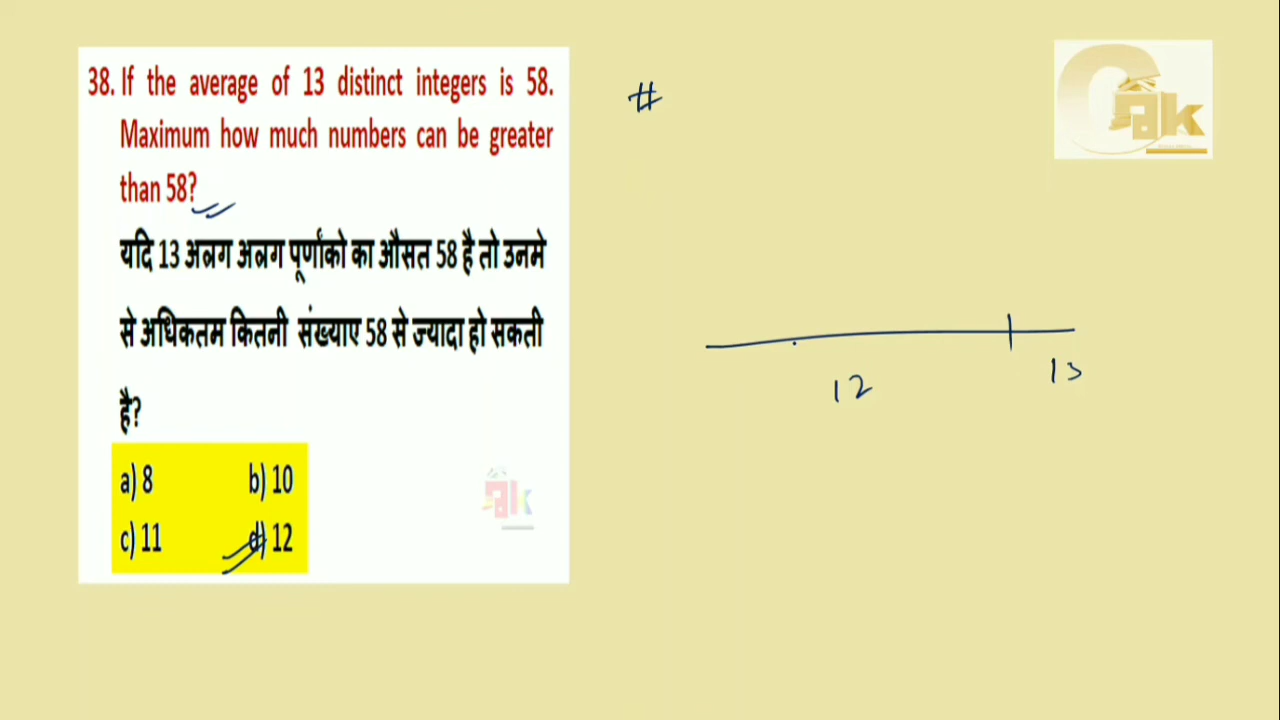 38. If the average of 13 distinct integers is 58.
Maximum how much numbers can be greater
than 58?
यदि 13 अलग अलग पूर्णांको का औसत 58 है तो उनमे
से अधिकतम कितनी संख्याए 58 से ज्यादा हो सकती
है?
a) 8 b) 10
c) 11 d) 12
#
12 13